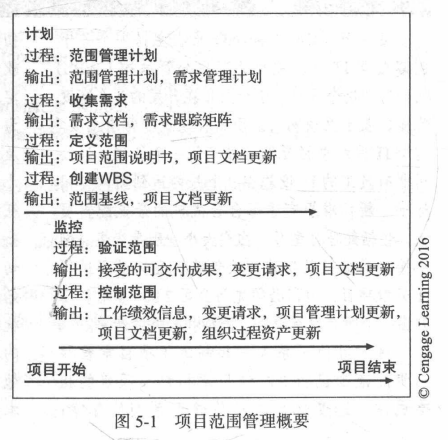 计划
过程：范围管理计划
输出：范围管理计划，需求管理计划
过程：收集需求
输出：需求文档，需求跟踪矩阵
过程：定义范围
输出：项目范围说明书，项目文档更新
过程：创建WBS
输出：范围基线，项目文档更新
监控
过程：验证范围
输出：接受的可交付成果，变更请求，项目文档更新
过程：控制范围
输出：工作绩效信息，变更请求，项目管理计划更新，
项目文档更新，组织过程资产更新
项目开始
项目结束
© Cengage Learning 2016
图 5-1 项目范围管理概要